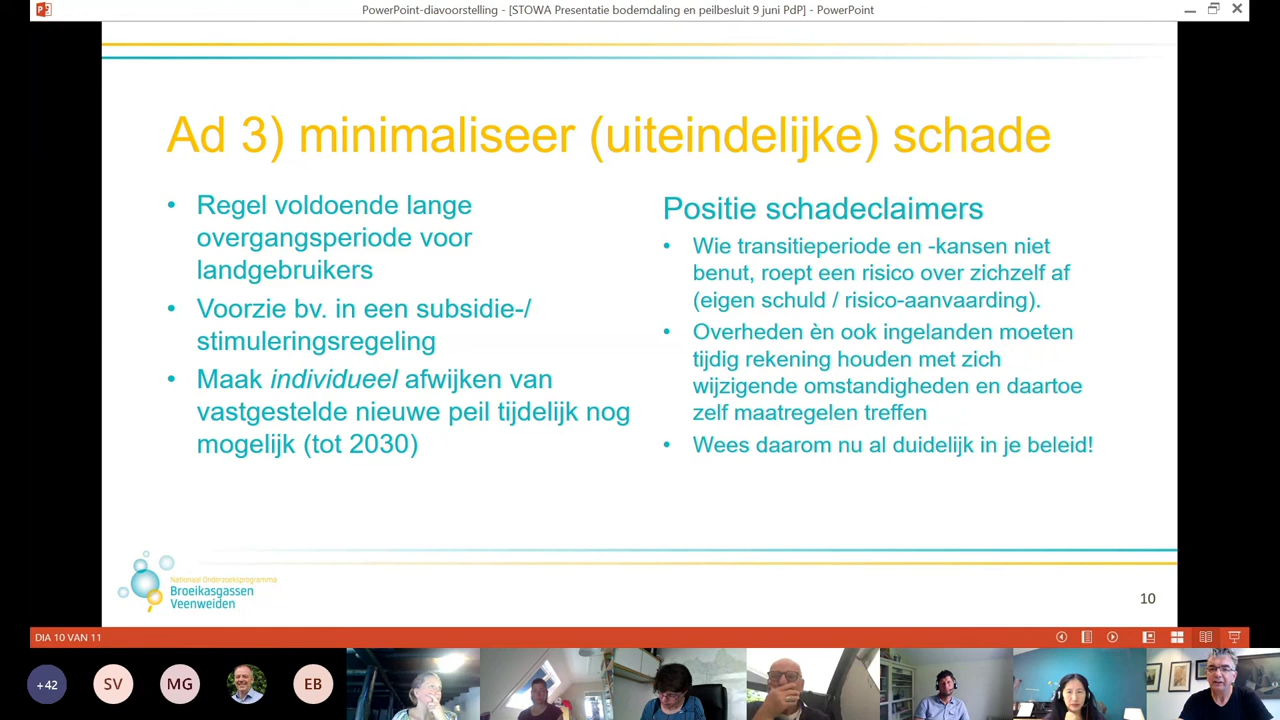 PowerPoint-diavoorstelling - [STOWA Presentatie bodemdaling en peilbesluit 9 juni PdP] - PowerPoint
Ad 3) minimaliseer (uiteindelijke) schade
• Regel voldoende lange
overgangsperiode voor
landgebruikers
• Voorzie bv. in een subsidie-/
stimuleringsregeling
• Maak individueel afwijken van
vastgestelde nieuwe peil tijdelijk nog
mogelijk (tot 2030)
Positie schadeclaimers
• Wie transitieperiode en -kansen niet
benut, roept een risico over zichzelf af
(eigen schuld / risico-aanvaarding).
• Overheden èn ook ingelanden moeten
tijdig rekening houden met zich
wijzigende omstandigheden en daartoe
zelf maatregelen treffen
• Wees daarom nu al duidelijk in je beleid!
Nationaal Onderzoeksprogramma
Broeikasgassen
Veenweiden
10
DIA 10 VAN 11
+42
SV
MG
EB